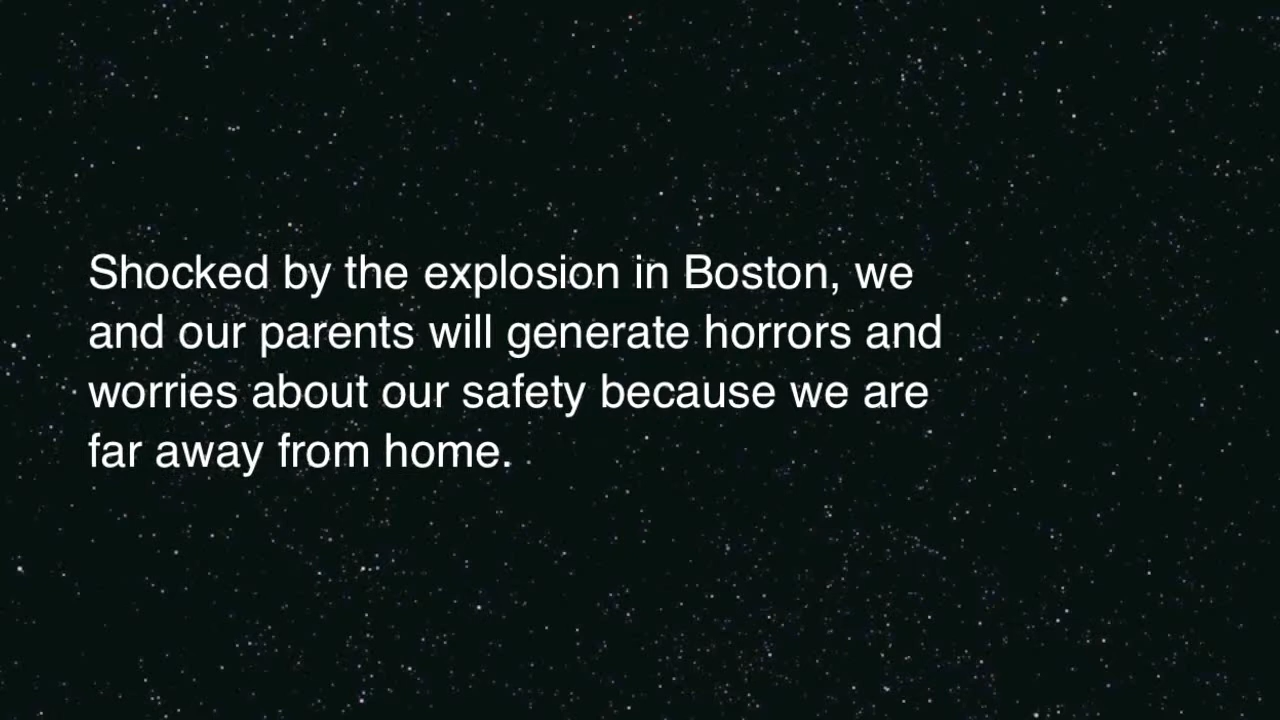 Shocked by the explosion in Boston, we
and our parents will generate horrors and
worries about our safety because we are
far away from home.